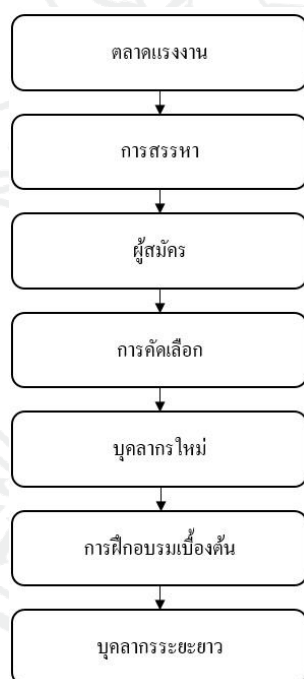 ตลาดแรงงาน
การสรรหา
ผู้สมัคร
การคัดเลือก
บุคลากรใหม่
การฝึกอบรมเบื้องต้น
บุคลากรระยะยาว